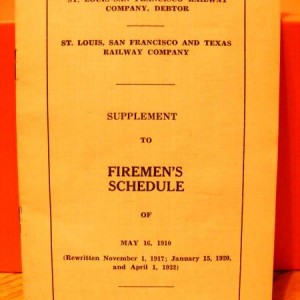 ST. LOUIS-SAN FRANCISCO RAILWAY
COMPANY, DEBTOR
ST. LOUIS, SAN FRANCISCO AND TEXAS
RAILWAY COMPANY
SUPPLEMENT
TO
FIREMEN'S
SCHEDULE
OF
MAY 16, 1910
(Rewritten November 1, 1917; January 15, 1920,
and April 1, 1922)